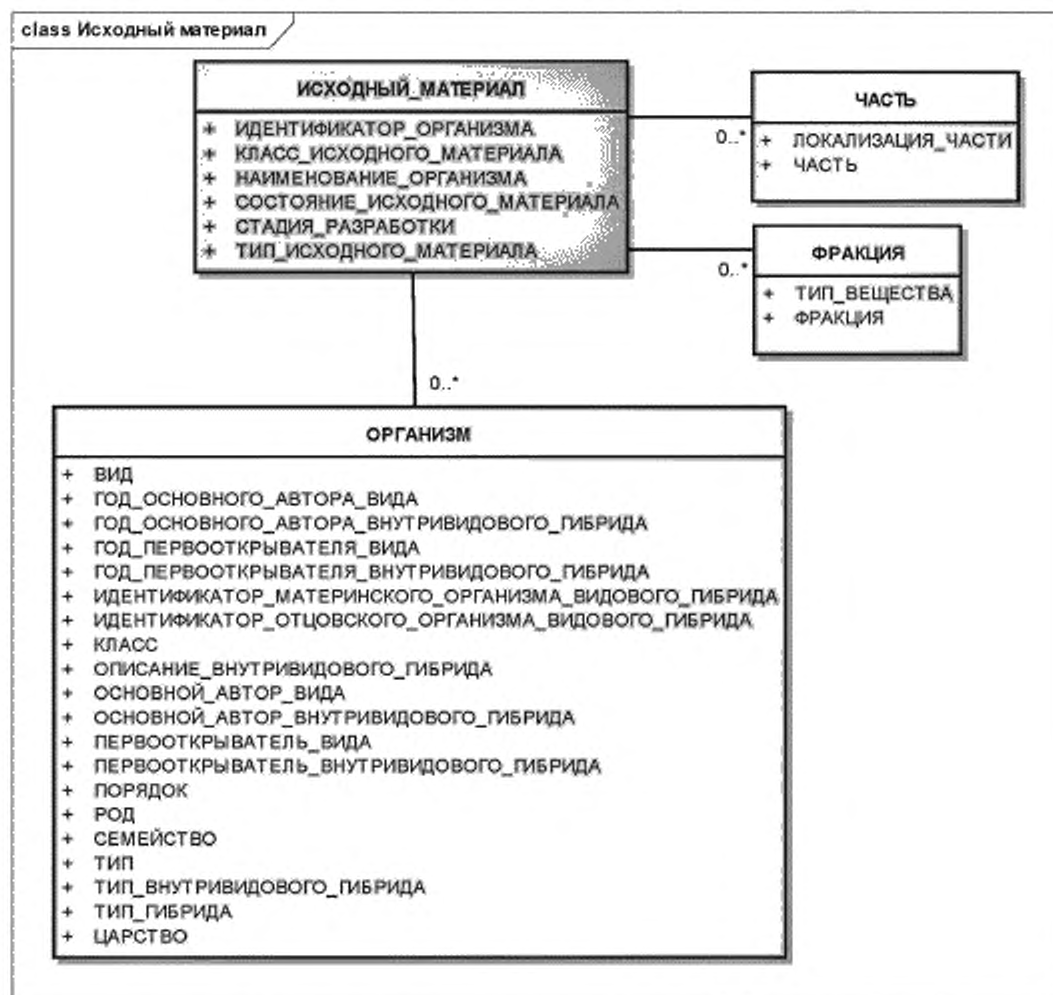 class Исходный материал
ИСХОДНЫЙ_МАТЕРИАЛ
+ ИДЕНТИФИКАТОР_ОРГАНИЗМА
+ КЛАСС_ИСХОДНОГО_МАТЕРИАЛА
+ НАИМЕНОВАНИЕ_ОРГАНИЗМА
+ СОСТОЯНИЕ_ИСХОДНОГО_МАТЕРИАЛА
+ СТАДИЯ_РАЗРАБОТКИ
+ ТИП_ИСХОДНОГО_МАТЕРИАЛА
0..*
ЧАСТЬ
+ ЛОКАЛИЗАЦИЯ_ЧАСТИ
+ ЧАСТЬ
0..*
ФРАКЦИЯ
+ ТИП_ВЕЩЕСТВА
+ ФРАКЦИЯ
0..*
ОРГАНИЗМ
+ ВИД
+ ГОД_ОСНОВНОГО_АВТОРА_ВИДА
+ ГОД_ОСНОВНОГО_АВТОРА_ВНУТРИВИДОВОГО_ГИБРИДА
+ ГОД_ПЕРВООТКРЫВАТЕЛЯ_ВИДА
+ ГОД_ПЕРВООТКРЫВАТЕЛЯ_ВНУТРИВИДОВОГО_ГИБРИДА
+ ИДЕНТИФИКАТОР_МАТЕРИНСКОГО_ОРГАНИЗМА_ВИДОВОГО_ГИБРИДА
+ ИДЕНТИФИКАТОР_ОТЦОВСКОГО_ОРГАНИЗМА_ВИДОВОГО_ГИБРИДА
+ КЛАСС
+ ОПИСАНИЕ_ВНУТРИВИДОВОГО_ГИБРИДА
+ ОСНОВНОЙ_АВТОР_ВИДА
+ ОСНОВНОЙ_АВТОР_ВНУТРИВИДОВОГО_ГИБРИДА
+ ПЕРВООТКРЫВАТЕЛЬ_ВИДА
+ ПЕРВООТКРЫВАТЕЛЬ_ВНУТРИВИДОВОГО_ГИБРИДА
+ ПОРЯДОК
+ РОД
+ СЕМЕЙСТВО
+ ТИП
+ ТИП_ВНУТРИВИДОВОГО_ГИБРИДА
+ ТИП_ГИБРИДА
+ ЦАРСТВО